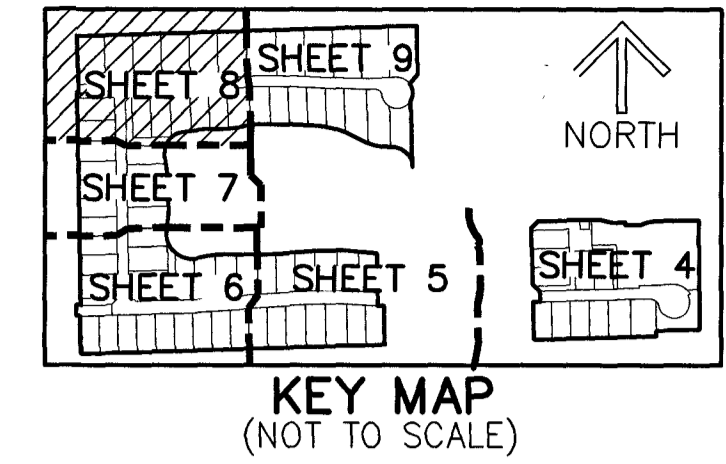 SHEET 9
SHEET 8
NORTH
SHEET 7
SHEET 4
SHEET 5
SHEET 6
KEY MAP
(NOT TO SCALE)